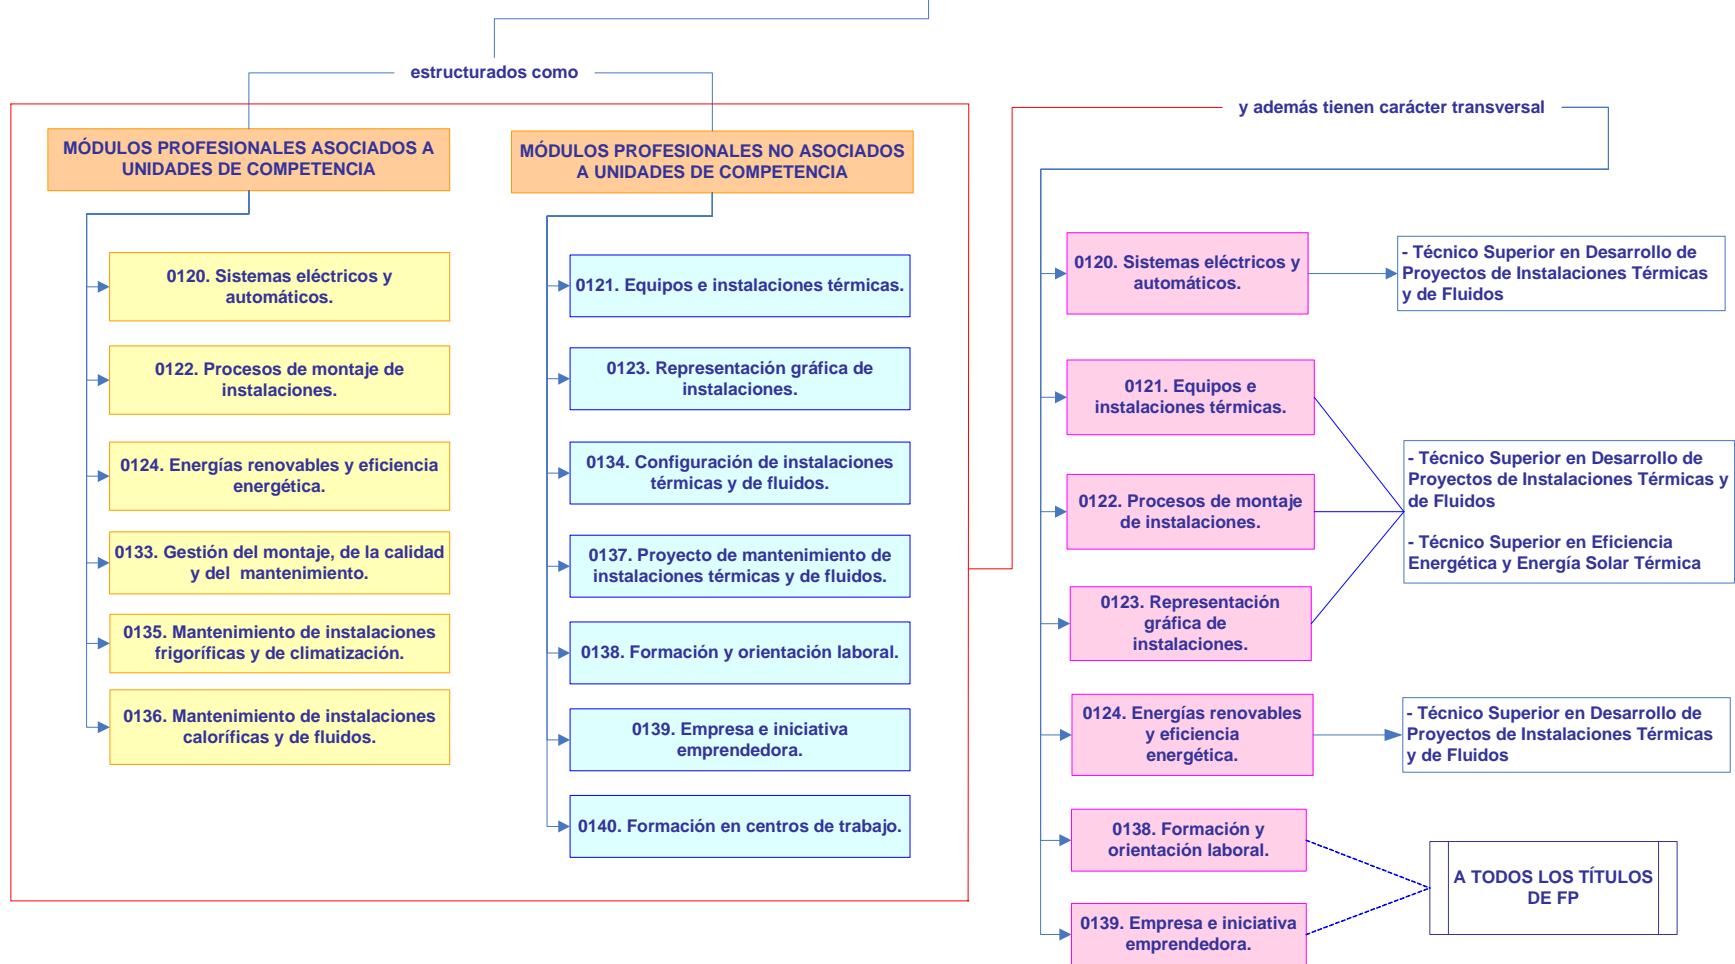 estructurados como
y además tienen carácter transversal
MÓDULOS PROFESIONALES ASOCIADOS A
UNIDADES DE COMPETENCIA
0120. Sistemas eléctricos y
automáticos.
0122. Procesos de montaje de
instalaciones.
0124. Energías renovables y eficiencia
energética.
0133. Gestión del montaje, de la calidad
y del  mantenimiento.
0135. Mantenimiento de instalaciones
frigoríficas y de climatización.
0136. Mantenimiento de instalaciones
caloríficas y de fluidos.
MÓDULOS PROFESIONALES NO ASOCIADOS
A UNIDADES DE COMPETENCIA
0121. Equipos e instalaciones térmicas.
0123. Representación gráfica de
instalaciones.
0134. Configuración de instalaciones
térmicas y de fluidos.
0137. Proyecto de mantenimiento de
instalaciones térmicas y de fluidos.
0138. Formación y orientación laboral.
0139. Empresa e iniciativa
emprendedora.
0140. Formación en centros de trabajo.
0120. Sistemas eléctricos y
automáticos.
- Técnico Superior en Desarrollo de
Proyectos de Instalaciones Térmicas
y de Fluidos
0121. Equipos e
instalaciones térmicas.
0122. Procesos de montaje
de instalaciones.
0123. Representación
gráfica de
instalaciones.
- Técnico Superior en Desarrollo de
Proyectos de Instalaciones Térmicas y
de Fluidos
- Técnico Superior en Eficiencia
Energética y Energía Solar Térmica
0124. Energías renovables
y eficiencia
energética.
- Técnico Superior en Desarrollo de
Proyectos de Instalaciones Térmicas
y de Fluidos
0138. Formación y
orientación laboral.
0139. Empresa e iniciativa
emprendedora.
A TODOS LOS TÍTULOS
DE FP